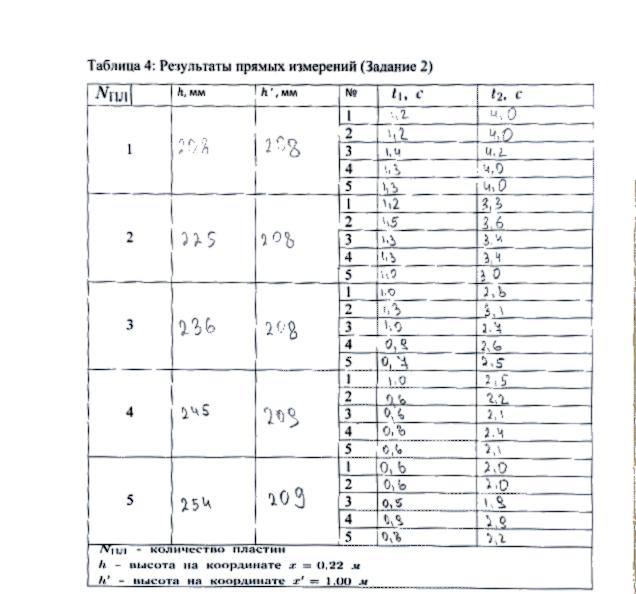 Таблица 4: Результаты прямых измерений (Задание 2)
Nпл h, мм h', мм № t₁, с t₂, с
1 208 208 1 1,2 4,0
2 1,2 4,0
3 1,4 4,2
4 1,3 4,0
5 1,3 4,0
2 225 208 1 1,2 3,3
2 1,5 3,6
3 1,3 3,4
4 1,3 3,4
5 1,0 3,0
3 236 208 1 1,0
2 1,3 3,1
3 1,0 2,7
4 2,6
5 0,7 2,5
4 245 209 1 1,0 2,5
2 2,2
3 0,6 2,1
4 0,8 2,4
5 0,6 2,1
5 254 209 1 0,6 2,0
2 0,6 2,0
3 0,5 1,9
4 0,9
5 0,8 2,2
Nпл - количество пластин
h - высота на координате x = 0,22 м
h' - высота на координате x' = 1,00 м